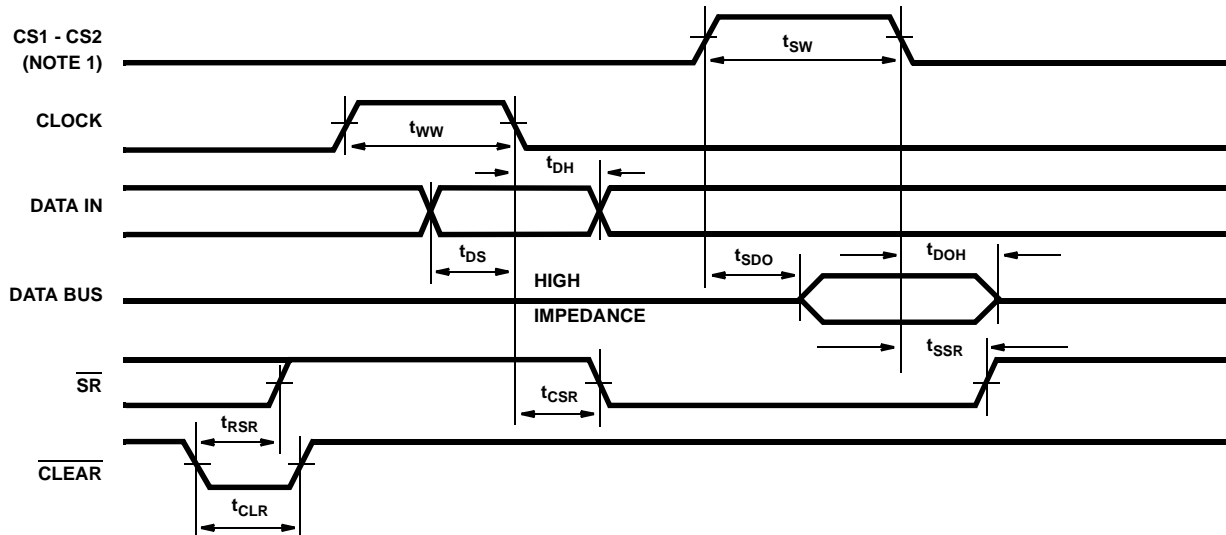 CS1 - CS2
(NOTE 1)
tSW
CLOCK
tWW
tDH
DATA IN
tDS
tSDO
tDOH
DATA BUS
HIGH
IMPEDANCE
tSSR
SR
tCSR
tRSR
CLEAR
tCLR